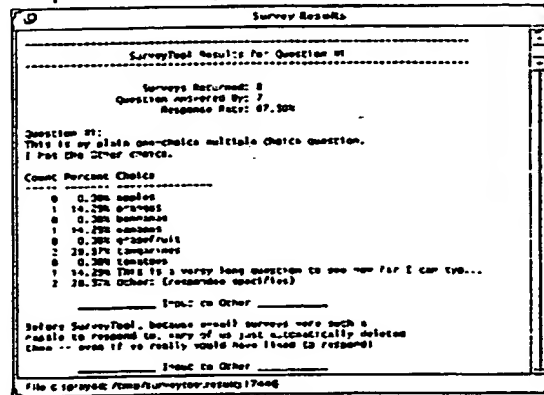 Survey Results
SurveyTool Results for Question #1
Surveys Returned: 8
Question Answered By: 7
Response Rate: 87.50%
Question #1:
This is my plain one-choice multiple choice question.
I has the Other choice.
Count Percent Choice
0 0.00% apples
1 14.29% oranges
0 0.00% bannanas
1 14.29%
0 0.00% grapefruit
2 28.57% tangarines
0 0.00%
1 14.29% This is a very long question to see how far I can typ...
2 28.57% Other: (responses specifies)
Input to Other
Before SurveyTool, because email surveys were such a
hassle to respond to, many of us just automatically deleted
them -- even if we really would have liked to respond!
Input to Other
File displayed: /tmp/surveytool.results.17446